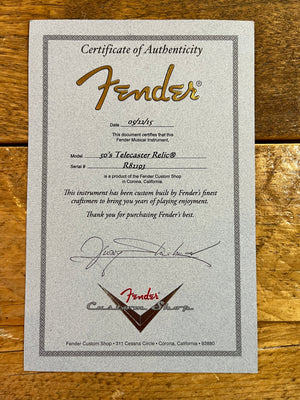 Certificate of Authenticity
Fender®
Date 05/22/15
This document certifies that this
Fender Musical Instrument.
Model 50's Telecaster Relic®
Serial # R81103
is a product of the Fender Custom Shop
in Corona, California.
This instrument has been custom built by Fender's finest
craftsmen to bring you years of playing enjoyment.
Thank you for purchasing Fender's best.
Fender
Custom Shop
Fender Custom Shop • 311 Cessna Circle • Corona, California • 92880